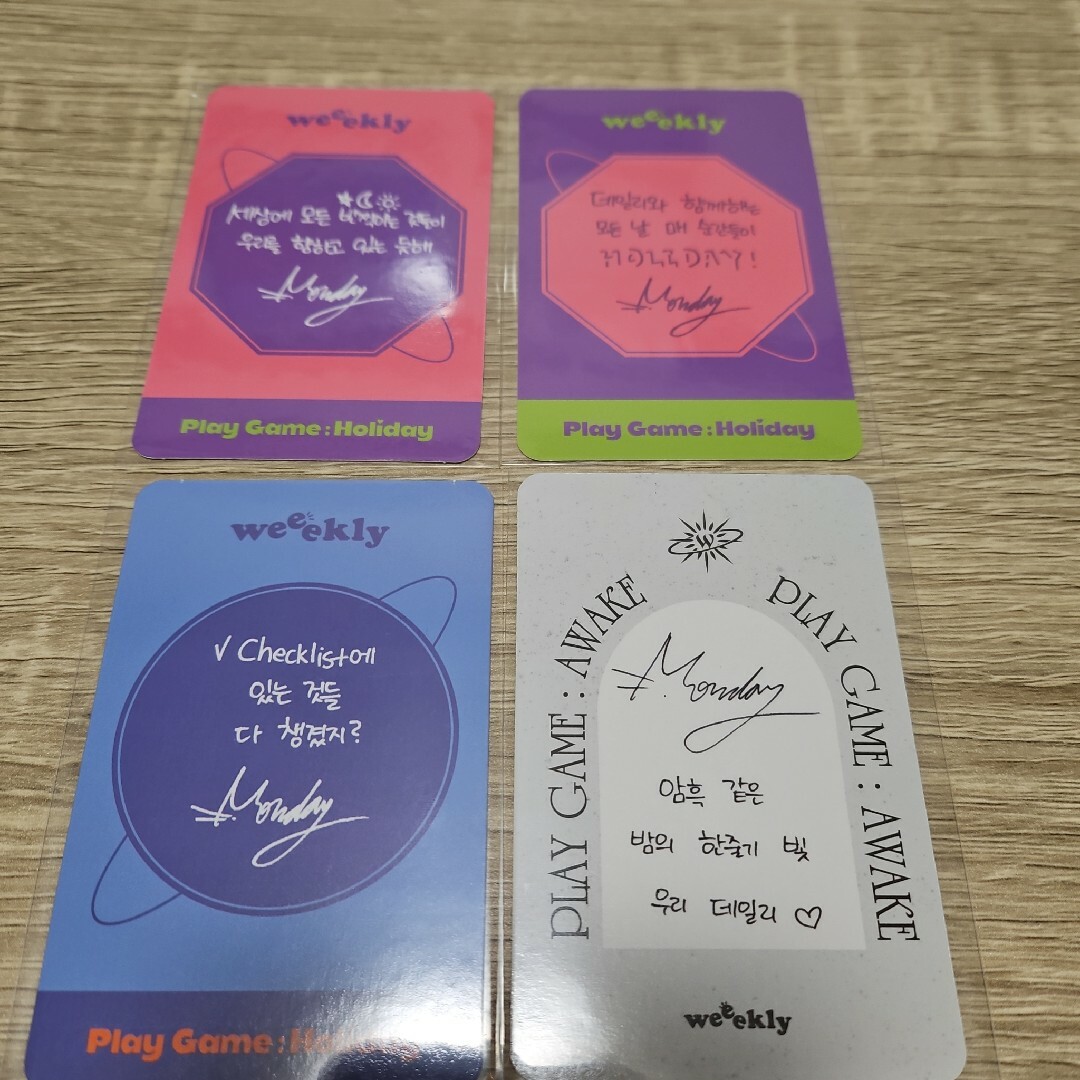 weeekly
세상에 모든 반짝이는 것들이
우리를 향하고 있는 듯해
Monday
Play Game : Holiday
weeekly
데일리와 함께하는
모든 날 매 순간들이
HOLIDAY!
Monday
Play Game : Holiday
weeekly
√ Checklist에
있는 것들
다 챙겼지?
Monday
Play Game : Holiday
W
PLAY GAME : AWAKE
PLAY GAME : AWAKE
Monday
암흑 같은
밤의 한줄기 빛
우리 데일리 ♡
weeekly